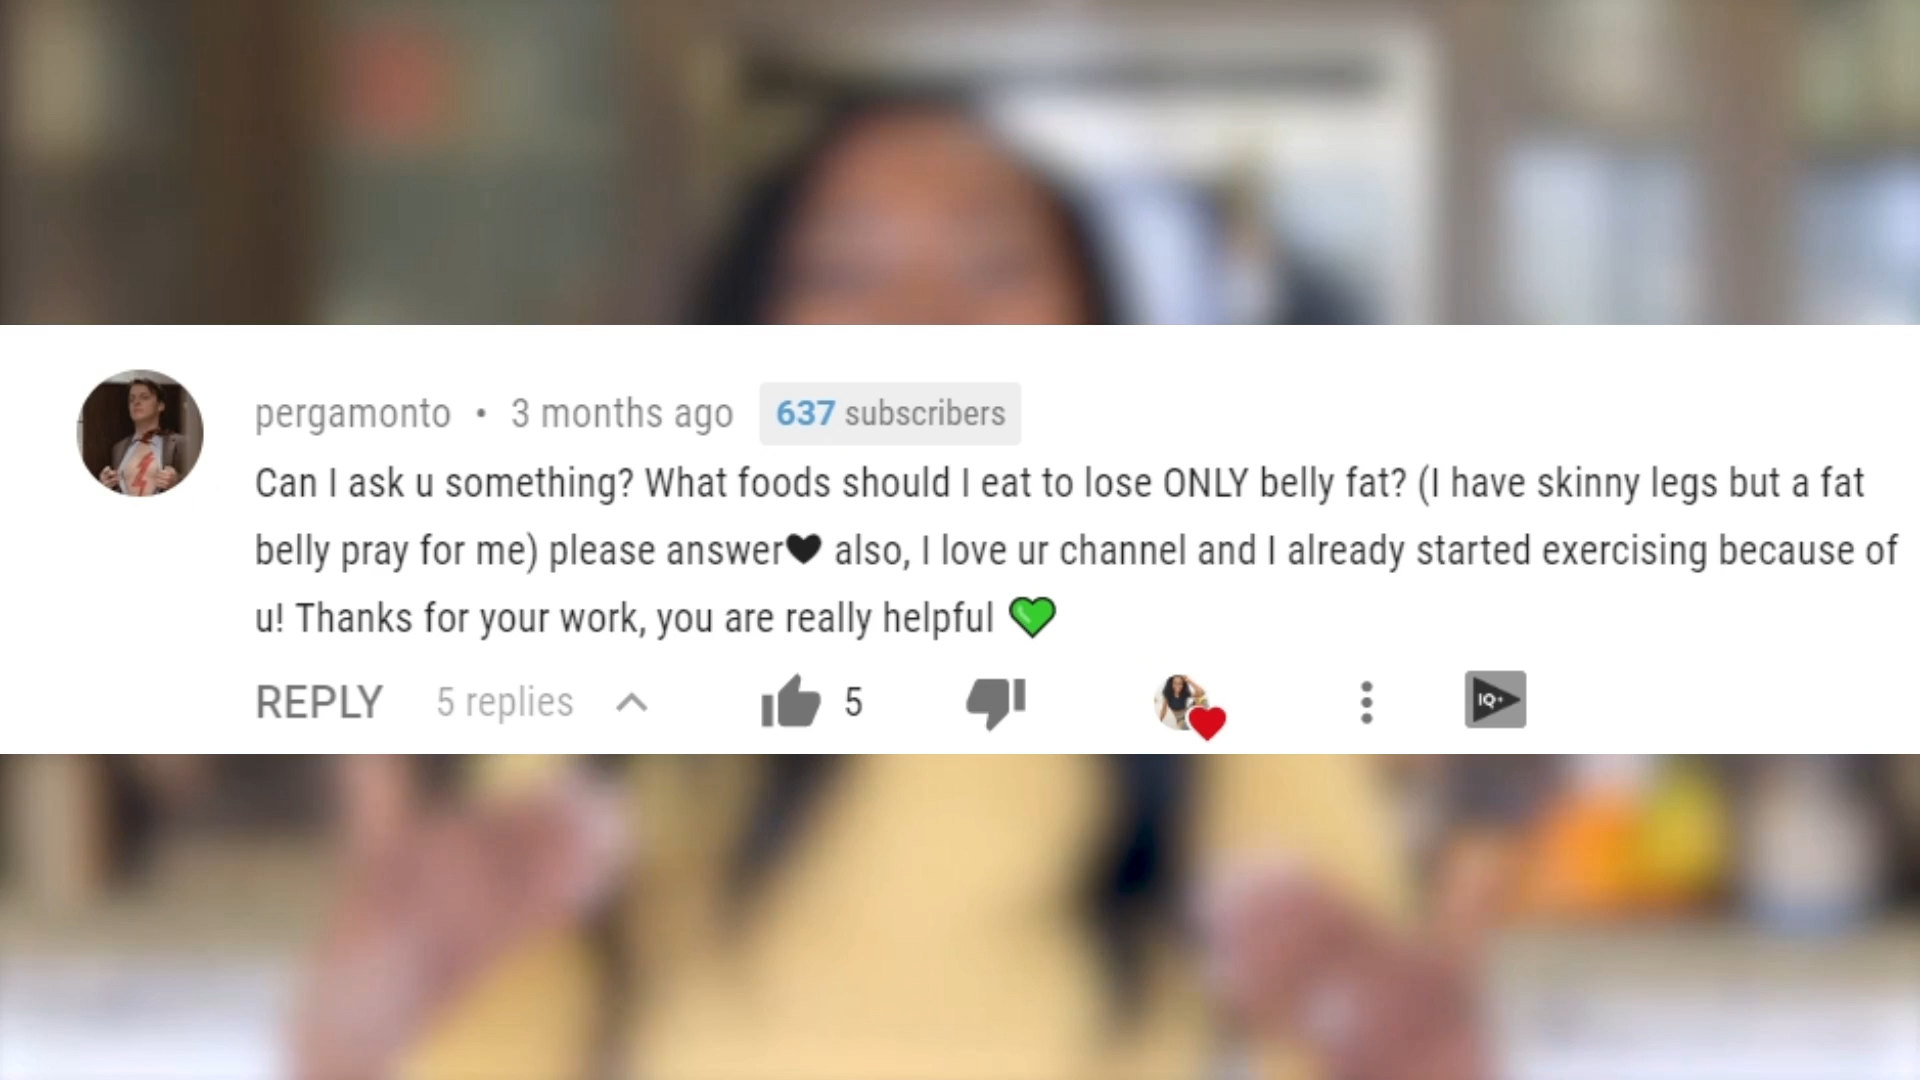 pergamonto • 3 months ago 637 subscribers
Can I ask u something? What foods should I eat to lose ONLY belly fat? (I have skinny legs but a fat
belly pray for me) please answer🖤 also, I love ur channel and I already started exercising because of
u! Thanks for your work, you are really helpful 💚
REPLY 5 replies 5 IQ+